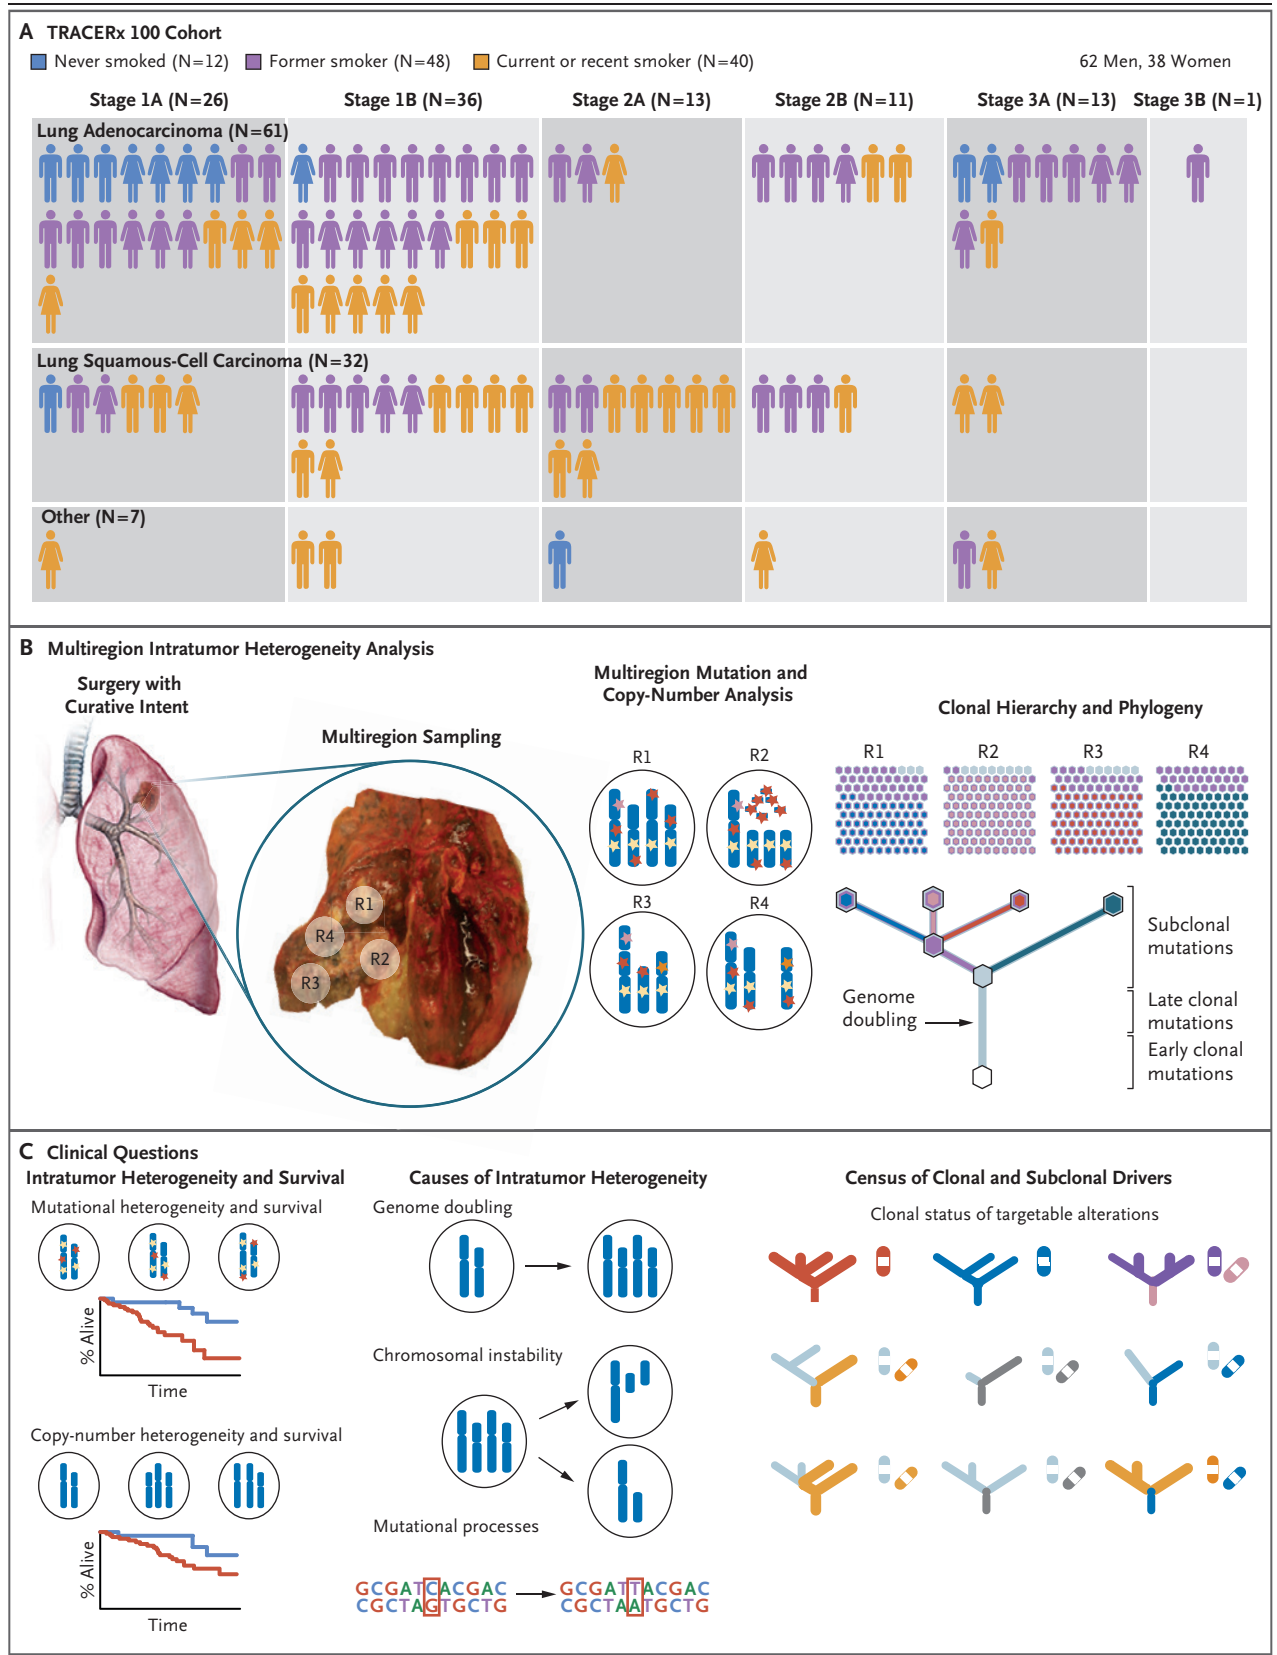 A TRACERx 100 Cohort
Never smoked (N=12) Former smoker (N=48) Current or recent smoker (N=40) 62 Men, 38 Women
Stage 1A (N=26) Stage 1B (N=36) Stage 2A (N=13) Stage 2B (N=11) Stage 3A (N=13) Stage 3B (N=1)
Lung Adenocarcinoma (N=61)
Lung Squamous-Cell Carcinoma (N=32)
Other (N=7)
B Multiregion Intratumor Heterogeneity Analysis
Surgery with
Curative Intent
Multiregion Sampling
R1
R4
R2
R3
Multiregion Mutation and
Copy-Number Analysis
R1 R2
R3 R4
Clonal Hierarchy and Phylogeny
R1 R2 R3 R4
Subclonal
mutations
Genome
doubling
Late clonal
mutations
Early clonal
mutations
C Clinical Questions
Intratumor Heterogeneity and Survival
Mutational heterogeneity and survival
% Alive
Time
Copy-number heterogeneity and survival
% Alive
Time
Causes of Intratumor Heterogeneity
Genome doubling
Chromosomal instability
Mutational processes
GCGATCACGAC GCGATTACGAC
CGCTAGTGCTG CGCTAATGCTG
Census of Clonal and Subclonal Drivers
Clonal status of targetable alterations